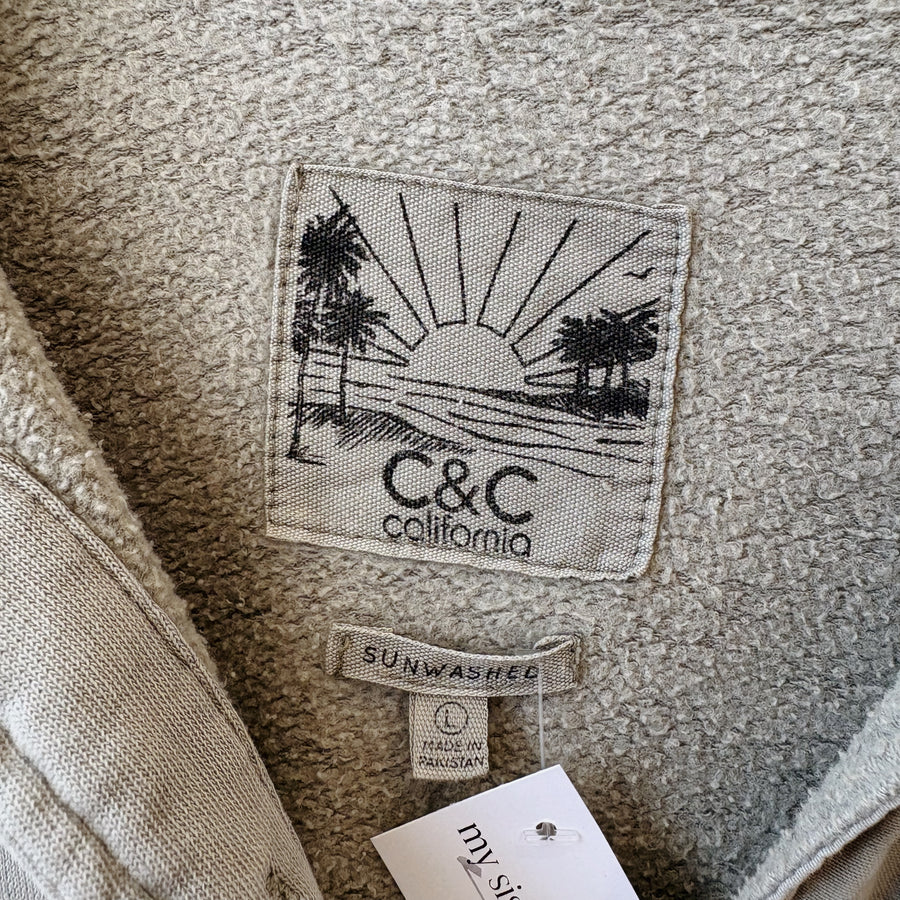 C&C
california
SUNWASHED
L
MADE IN
PAKISTAN
my sis